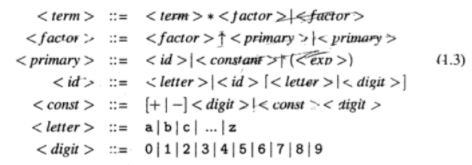 < term > ::= < term > * < factor > | < factor >
< factor > ::= < factor > ↑ < primary > | < primary >
< primary > ::= < id > | < constant > | ( < exp > ) (1.3)
< id > ::= < letter > | < id > [ < letter > | < digit > ]
< const > ::= [+ | −] < digit > | < const > < digit >
< letter > ::= a | b | c | ... | z
< digit > ::= 0 | 1 | 2 | 3 | 4 | 5 | 6 | 7 | 8 | 9